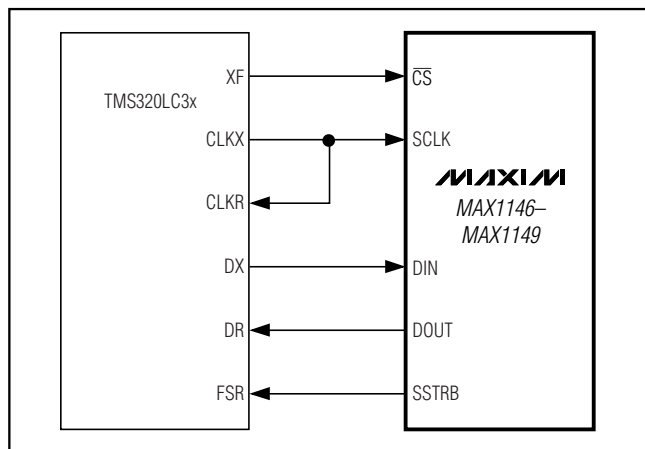 XF
CS
TMS320LC3x
CLKX
SCLK
MAXIM
CLKR
MAX1146–
MAX1149
DX
DIN
DR
DOUT
FSR
SSTRB